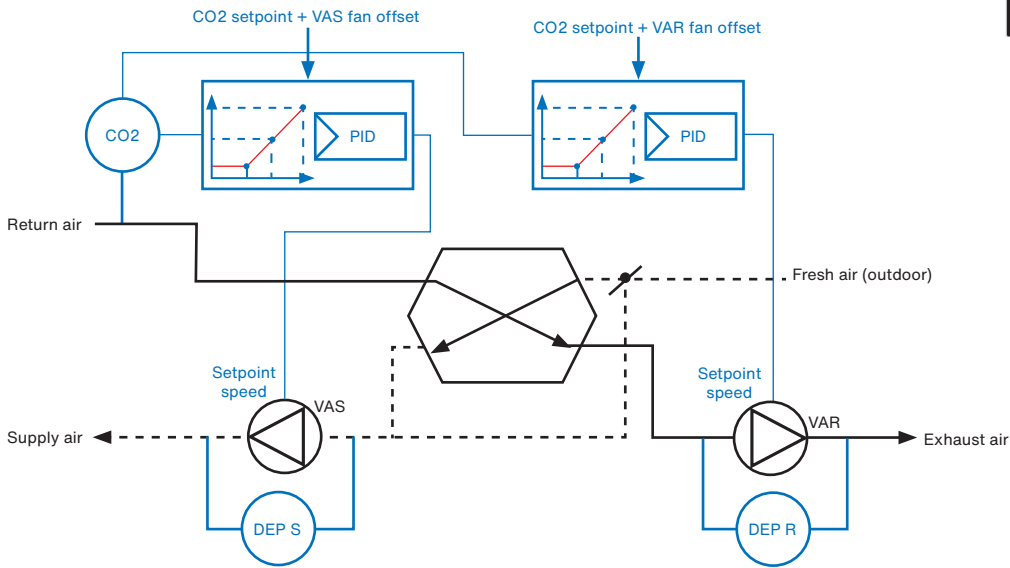 CO2 setpoint + VAS fan offset
CO2 setpoint + VAR fan offset
CO2
PID
PID
Return air
Fresh air (outdoor)
Setpoint
speed
VAS
Setpoint
speed
VAR
Supply air
Exhaust air
DEP S
DEP R